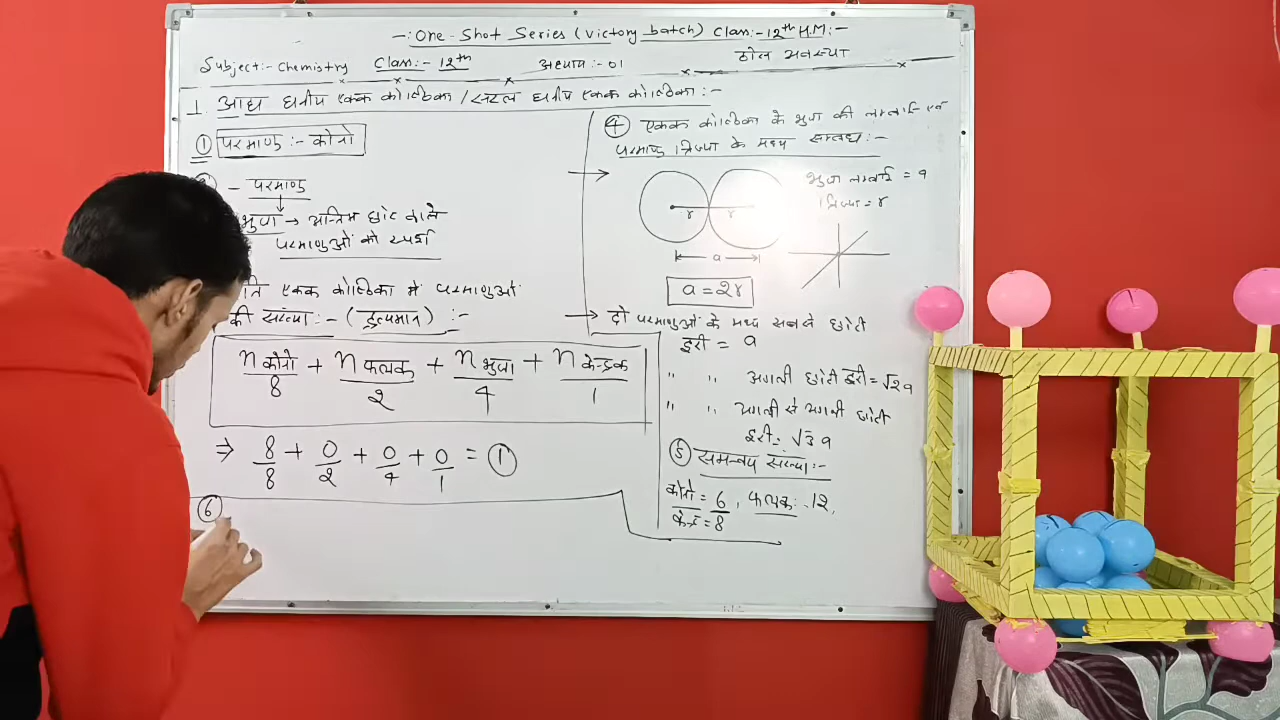 -: One-Shot Series (Victory batch) Class:-12th H.M:-
Subject:- Chemistry Class:- 12th अध्याय:-01 ठोस अवस्था
1. आद्य घनीय एकक कोष्ठिका / सरल घनीय एकक कोष्ठिका:-
① परमाणु :- कोनो
- परमाणु
↓
भुजा → अन्तिम छोट वाले
परमाणुओं को स्पर्श
एकक कोष्ठिका में परमाणुओं
की संख्या :- (द्रव्यमान) :-
n कोनो/8 + n फलक/2 + n भुजा/4 + n केन्द्रक/1
⇒ 8/8 + 0/2 + 0/4 + 0/1 = ①
⑥
④ एकक कोष्ठिका के भुजा की लम्बाई एवं
परमाणु त्रिज्या के मध्य सम्बन्ध:-
भुजा लम्बाई = a
त्रिज्या = r
r r
a
a = 2r
→ दो परमाणुओं के मध्य सबसे छोटी
दूरी = a
" " अगली छोटी दूरी = √2 a
" " अगली से अगली छोटी
दूरी = √3 a
⑤ समन्वय संख्या:-
कोनो = 6, फलक = 12,
केन्द्र = 8